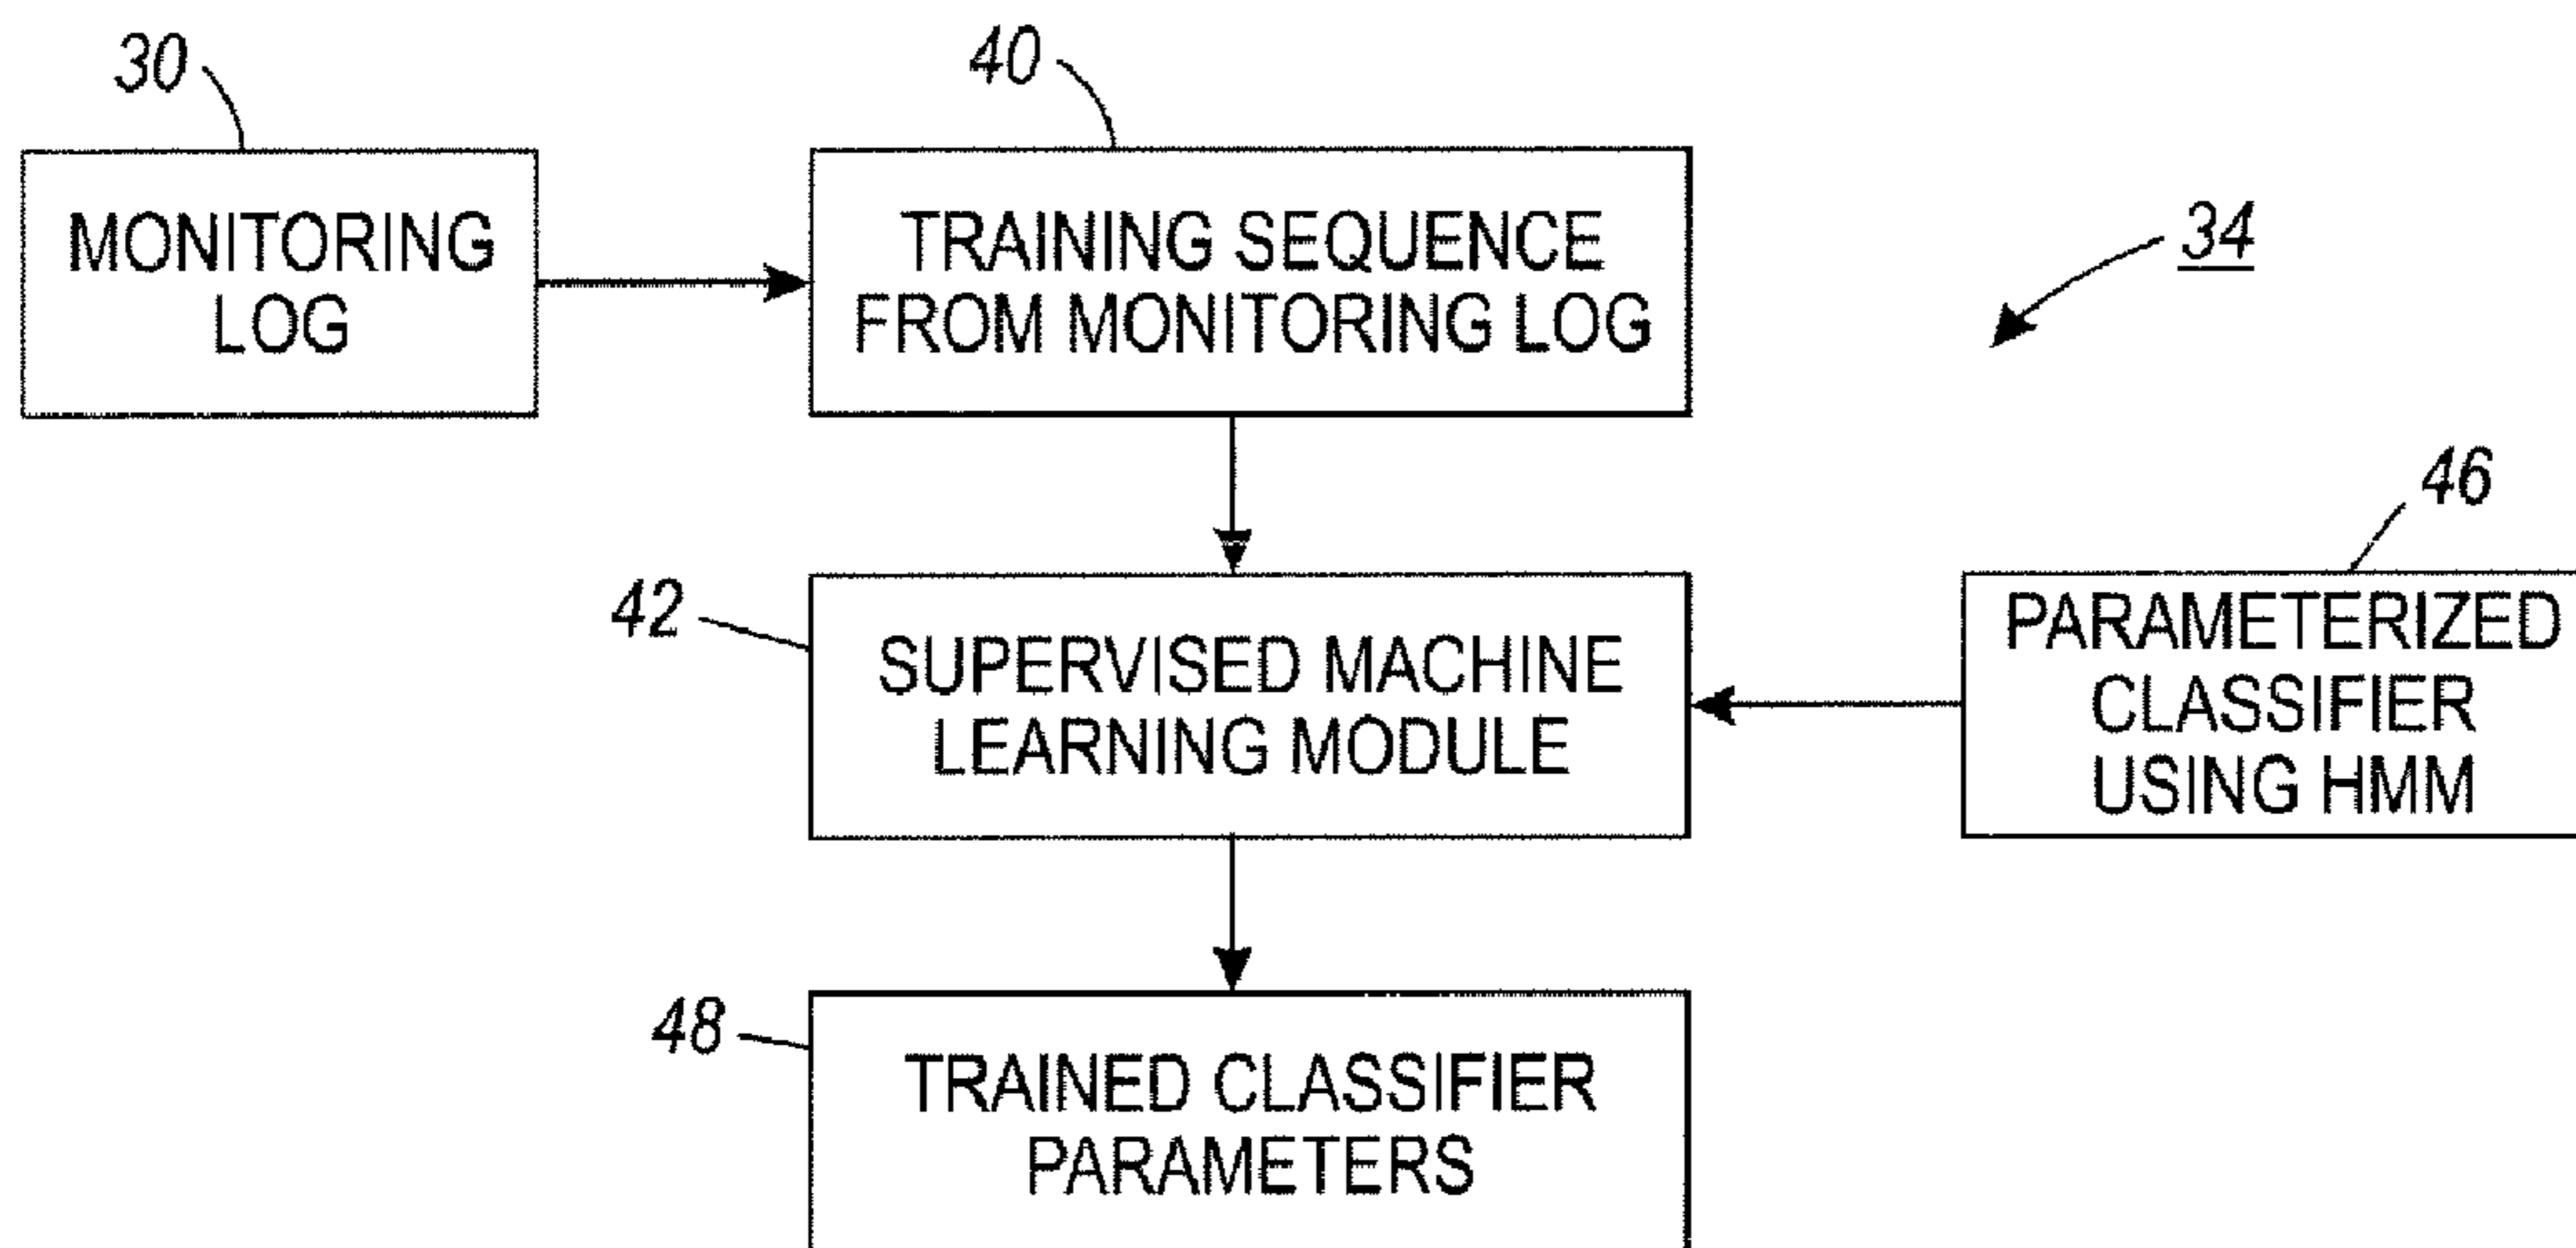 30
40
MONITORING
LOG
TRAINING SEQUENCE
FROM MONITORING LOG
34
46
42
SUPERVISED MACHINE
LEARNING MODULE
PARAMETERIZED
CLASSIFIER
USING HMM
48
TRAINED CLASSIFIER
PARAMETERS